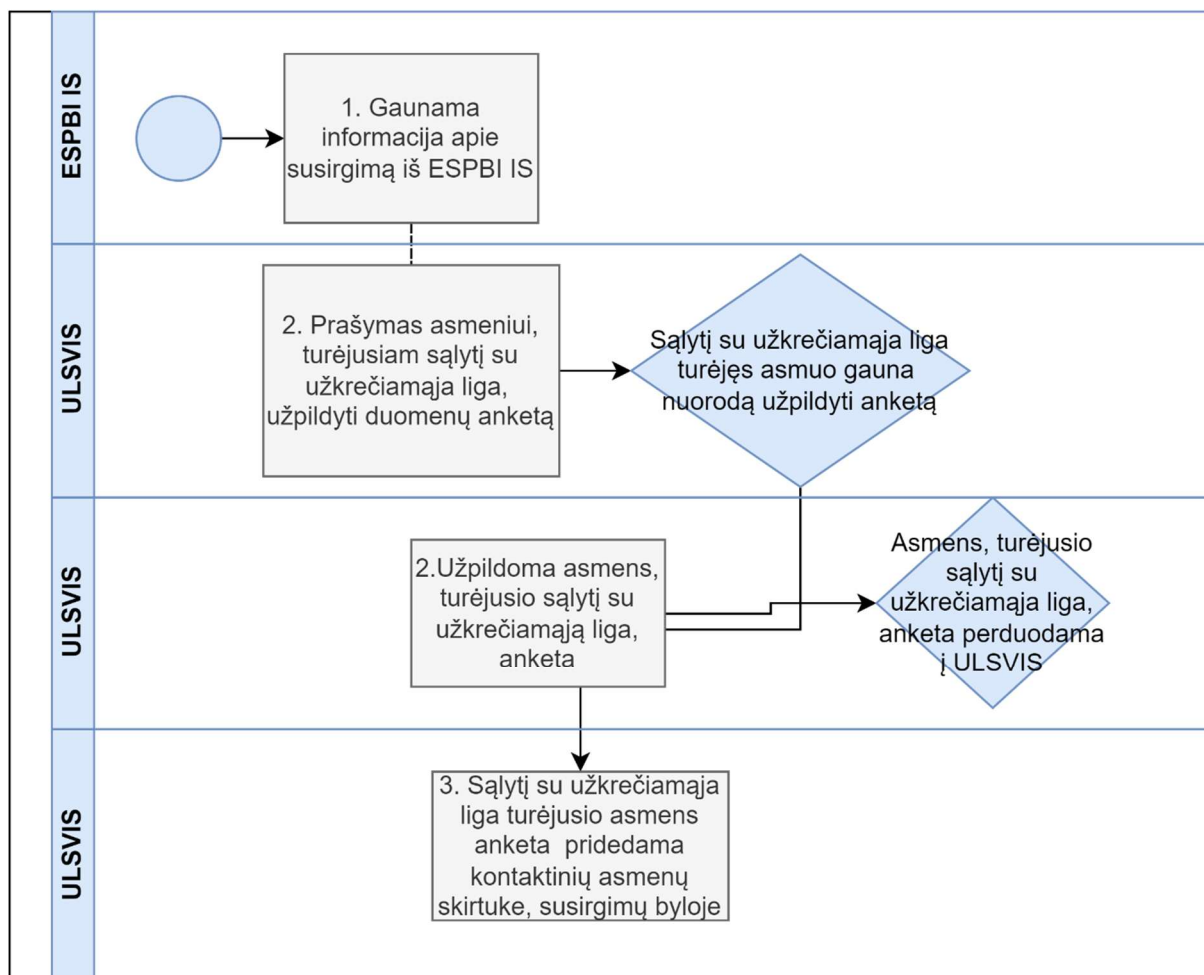 ESPBI IS
1. Gaunama
informacija apie
susirgimą iš ESPBI IS
ULSVIS
2. Prašymas asmeniui,
turėjusiam sąlytį su
užkrečiamąja liga,
užpildyti duomenų anketą
Sąlytį su užkrečiamąja liga
turėjęs asmuo gauna
nuorodą užpildyti anketą
ULSVIS
2.Užpildoma asmens,
turėjusio sąlytį su
užkrečiamąją liga,
anketa
Asmens, turėjusio
sąlytį su
užkrečiamąja liga,
anketa perduodama
į ULSVIS
ULSVIS
3. Sąlytį su užkrečiamąja
liga turėjusio asmens
anketa pridedama
kontaktinių asmenų
skirtuke, susirgimų byloje